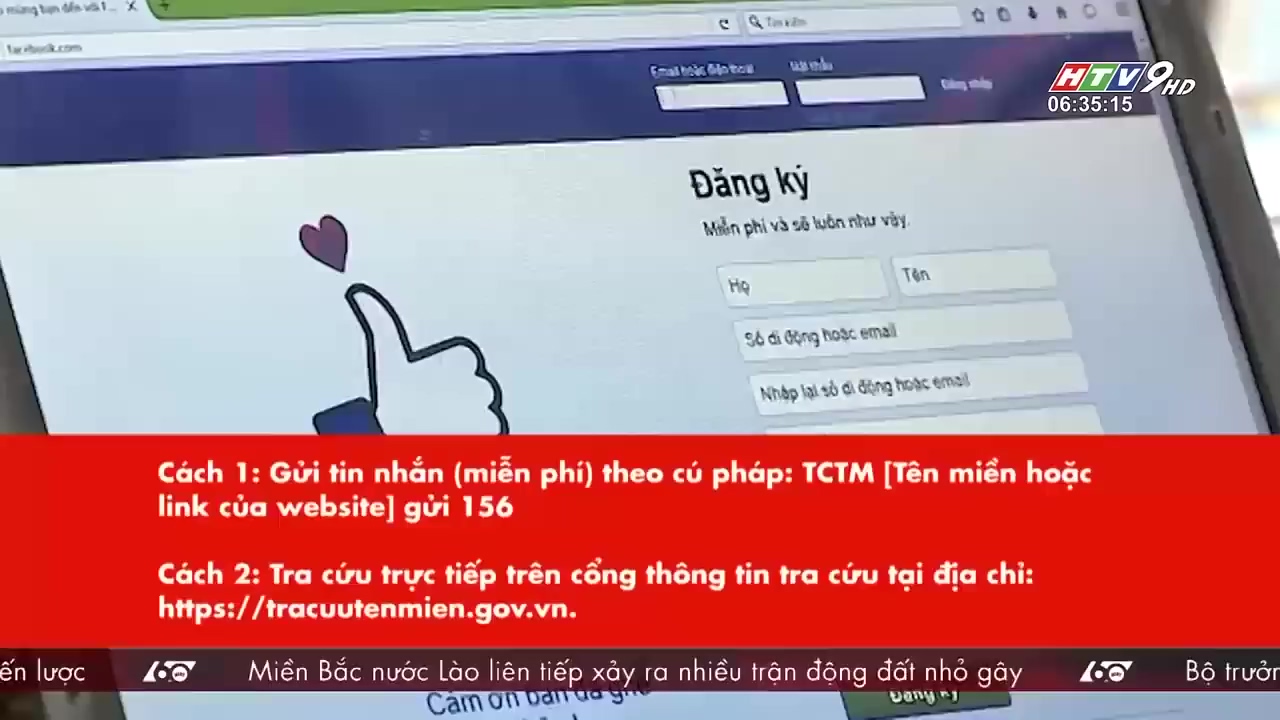 mừng bạn đến với f...
facebook.com
Tìm kiếm
Email hoặc điện thoại
Mật khẩu
Đăng nhập
HTV9HD
06:35:15
Đăng ký
Miễn phí và sẽ luôn như vậy.
Họ
Tên
Số di động hoặc email
Nhập lại số di động hoặc email
Cách 1: Gửi tin nhắn (miễn phí) theo cú pháp: TCTM [Tên miền hoặc
link của website] gửi 156
Cách 2: Tra cứu trực tiếp trên cổng thông tin tra cứu tại địa chỉ:
https://tracuutenmien.gov.vn.
ến lược 60 Miền Bắc nước Lào liên tiếp xảy ra nhiều trận động đất nhỏ gây 60 Bộ trưởn
Cảm ơn bạn đã ghé
Đăng ký